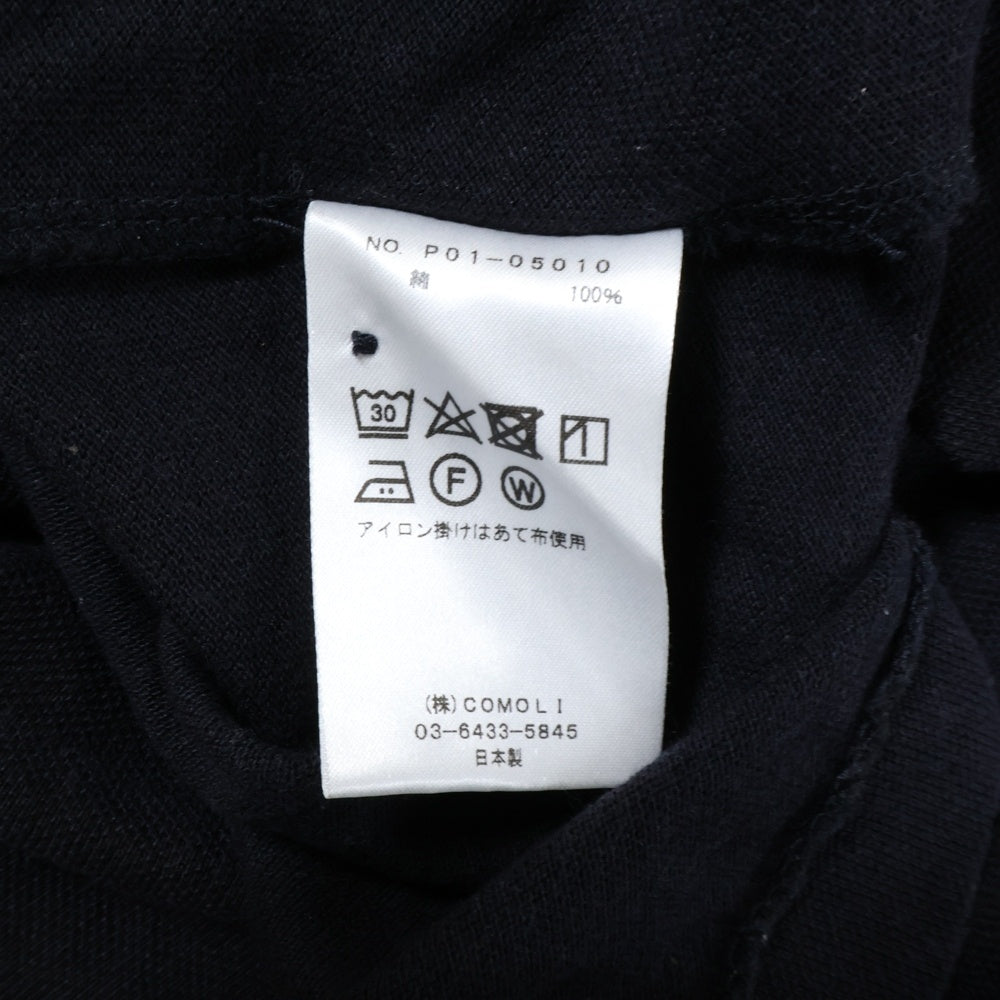 NO. P01-05010
綿 100%
30
F W
アイロン掛けはあて布使用
(株)COMOLI
03-6433-5845
日本製